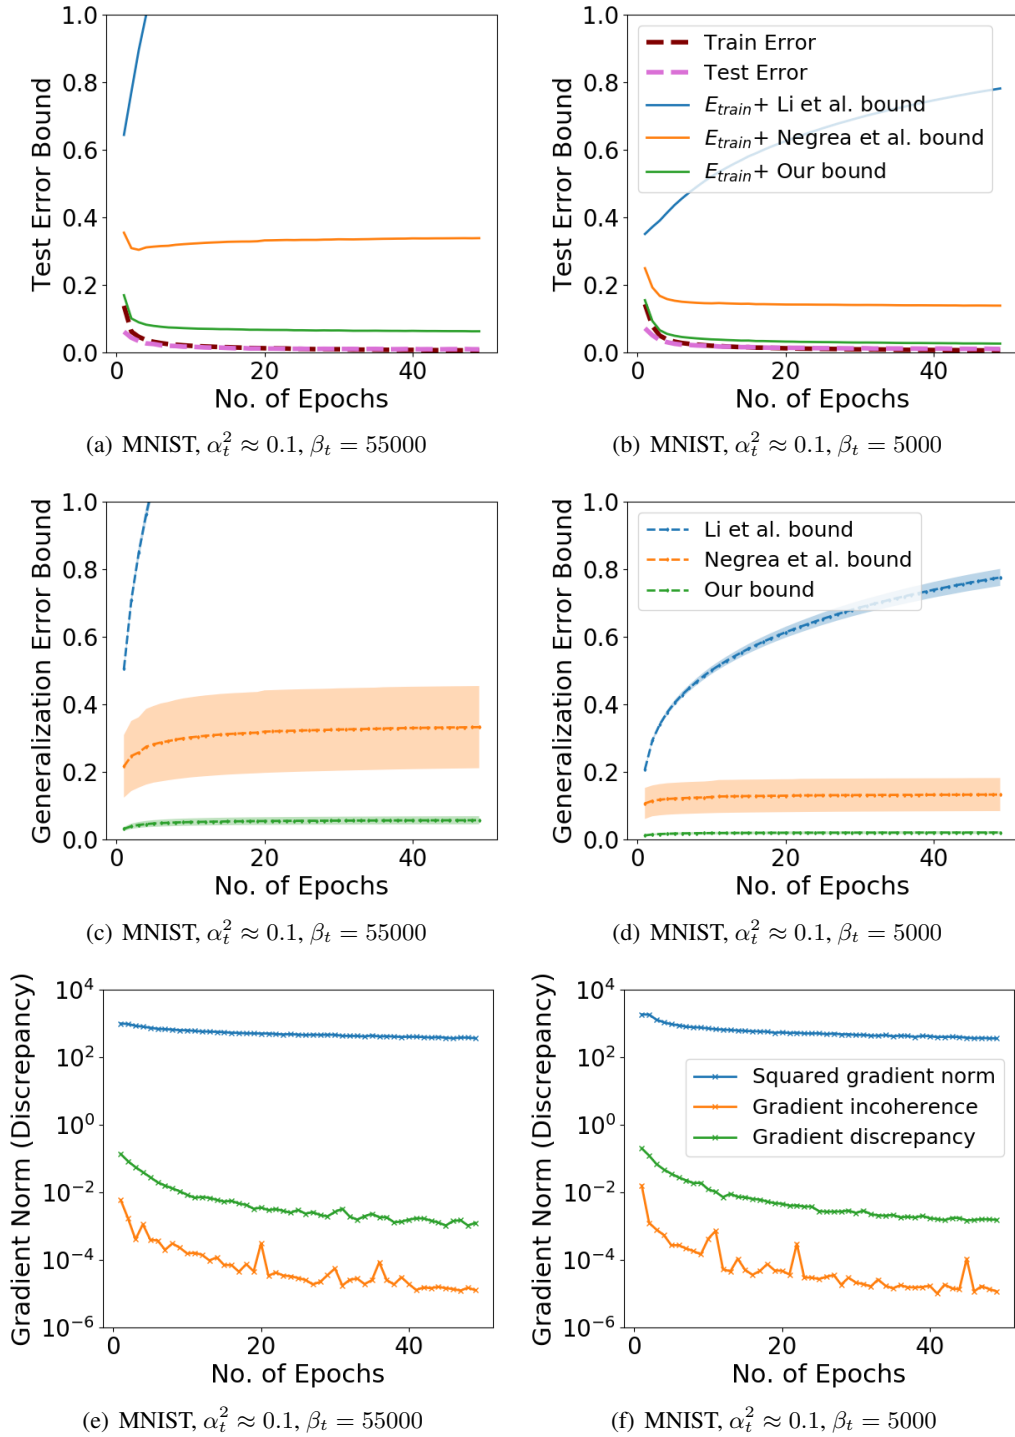 1.0
0.8
0.6
0.4
0.2
0.0
Test Error Bound
0 20 40
No. of Epochs
(a) MNIST, α_t^2 ≈ 0.1, β_t = 55000
1.0
0.8
0.6
0.4
0.2
0.0
Test Error Bound
Train Error
Test Error
E_train+ Li et al. bound
E_train+ Negrea et al. bound
E_train+ Our bound
0 20 40
No. of Epochs
(b) MNIST, α_t^2 ≈ 0.1, β_t = 5000
1.0
0.8
0.6
0.4
0.2
0.0
Generalization Error Bound
0 20 40
No. of Epochs
(c) MNIST, α_t^2 ≈ 0.1, β_t = 55000
1.0
0.8
0.6
0.4
0.2
0.0
Generalization Error Bound
Li et al. bound
Negrea et al. bound
Our bound
0 20 40
No. of Epochs
(d) MNIST, α_t^2 ≈ 0.1, β_t = 5000
10^4
10^2
10^0
10^-2
10^-4
10^-6
Gradient Norm (Discrepancy)
0 20 40
No. of Epochs
(e) MNIST, α_t^2 ≈ 0.1, β_t = 55000
10^4
10^2
10^0
10^-2
10^-4
10^-6
Gradient Norm (Discrepancy)
Squared gradient norm
Gradient incoherence
Gradient discrepancy
0 20 40
No. of Epochs
(f) MNIST, α_t^2 ≈ 0.1, β_t = 5000